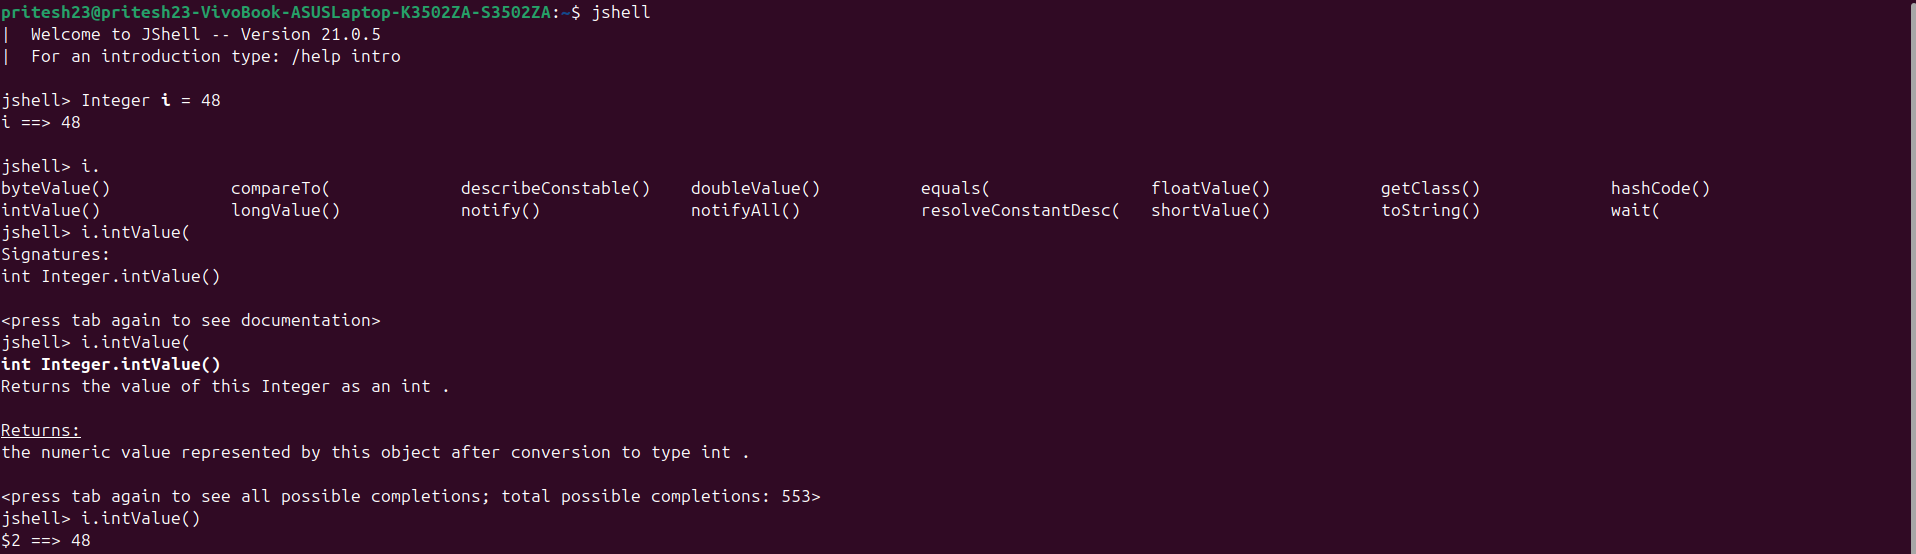 pritesh23@pritesh23-VivoBook-ASUSLaptop-K3502ZA-S3502ZA:~$ jshell
|  Welcome to JShell -- Version 21.0.5
|  For an introduction type: /help intro
jshell> Integer i = 48
i ==> 48
jshell> i.
byteValue()            compareTo(             describeConstable()    doubleValue()          equals(                floatValue()           getClass()             hashCode()
intValue()             longValue()            notify()               notifyAll()            resolveConstantDesc(   shortValue()           toString()             wait(
jshell> i.intValue(
Signatures:
int Integer.intValue()
<press tab again to see documentation>
jshell> i.intValue(
int Integer.intValue()
Returns the value of this Integer as an int .
Returns:
the numeric value represented by this object after conversion to type int .
<press tab again to see all possible completions; total possible completions: 553>
jshell> i.intValue()
$2 ==> 48